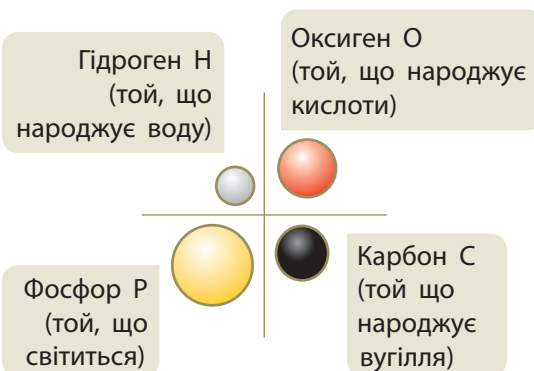 Гідроген H
(той, що
народжує воду)
Оксиген O
(той, що народжує
кислоти)
Фосфор P
(той, що
світиться)
Карбон C
(той що
народжує
вугілля)